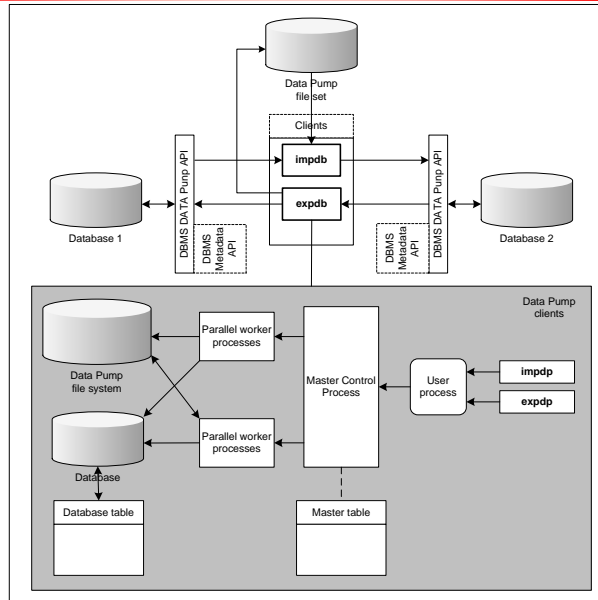 Data Pump
file set
Clients
impdb
expdb
DBMS DATA Punp API
DBMS
Metadata
API
Database 1
DBMS DATA Punp API
DBMS
Metadata
API
Database 2
Data Pump
clients
Parallel worker
processes
Data Pump
file system
Master Control
Process
User
process
impdp
expdp
Parallel worker
processes
Database
Database table
Master table